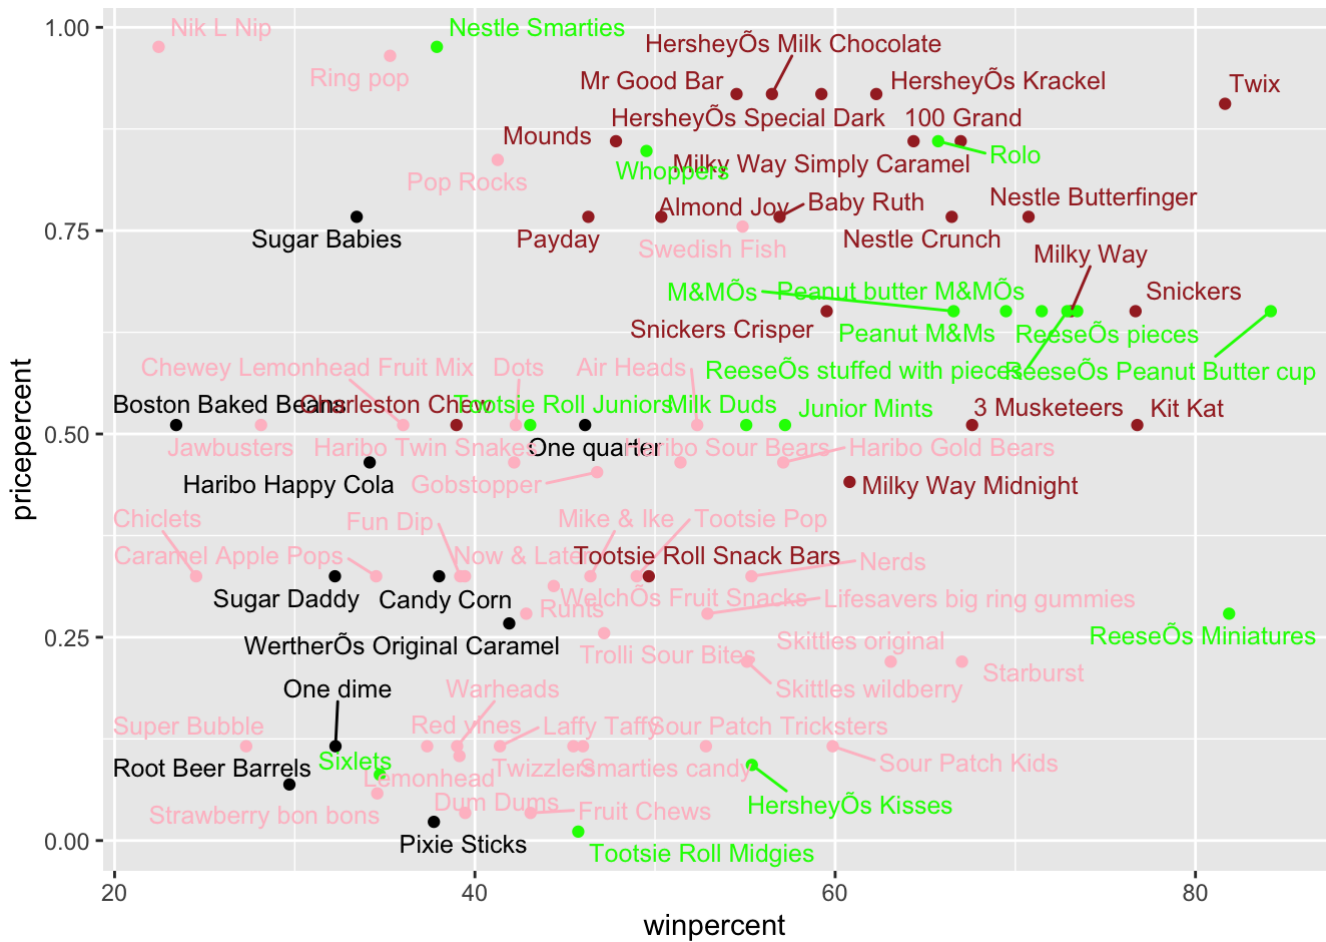 1.00
Nik L Nip
Nestle Smarties
HersheyÕs Milk Chocolate
Ring pop
Mr Good Bar
HersheyÕs Krackel
Twix
HersheyÕs Special Dark
100 Grand
Mounds
Milky Way Simply Caramel
Rolo
Whoppers
Pop Rocks
0.75
Almond Joy
Baby Ruth
Nestle Butterfinger
Sugar Babies
Payday
Swedish Fish
Nestle Crunch
Milky Way
M&MÕs
Peanut butter M&MÕs
Snickers
Snickers Crisper
Peanut M&Ms
ReeseÕs pieces
Chewey Lemonhead Fruit Mix
Dots
Air Heads
ReeseÕs stuffed with pieces
ReeseÕs Peanut Butter cup
Boston Baked Beans
Charleston Chew
Tootsie Roll Juniors
Milk Duds
Junior Mints
3 Musketeers
Kit Kat
0.50
Jawbusters
Haribo Twin Snakes
One quarter
Haribo Sour Bears
Haribo Gold Bears
Haribo Happy Cola
Gobstopper
Milky Way Midnight
Chiclets
Fun Dip
Mike & Ike
Tootsie Pop
Caramel Apple Pops
Now & Later
Tootsie Roll Snack Bars
Nerds
Sugar Daddy
Candy Corn
Runts
WelchÕs Fruit Snacks
Lifesavers big ring gummies
0.25
WertherÕs Original Caramel
Trolli Sour Bites
Skittles original
ReeseÕs Miniatures
Starburst
One dime
Warheads
Skittles wildberry
Super Bubble
Red vines
Laffy Taffy
Sour Patch Tricksters
Root Beer Barrels
Sixlets
Lemonhead
Twizzlers
Smarties candy
Sour Patch Kids
Strawberry bon bons
Dum Dums
Fruit Chews
HersheyÕs Kisses
0.00
Pixie Sticks
Tootsie Roll Midgies
20
40
60
80
winpercent
pricepercent